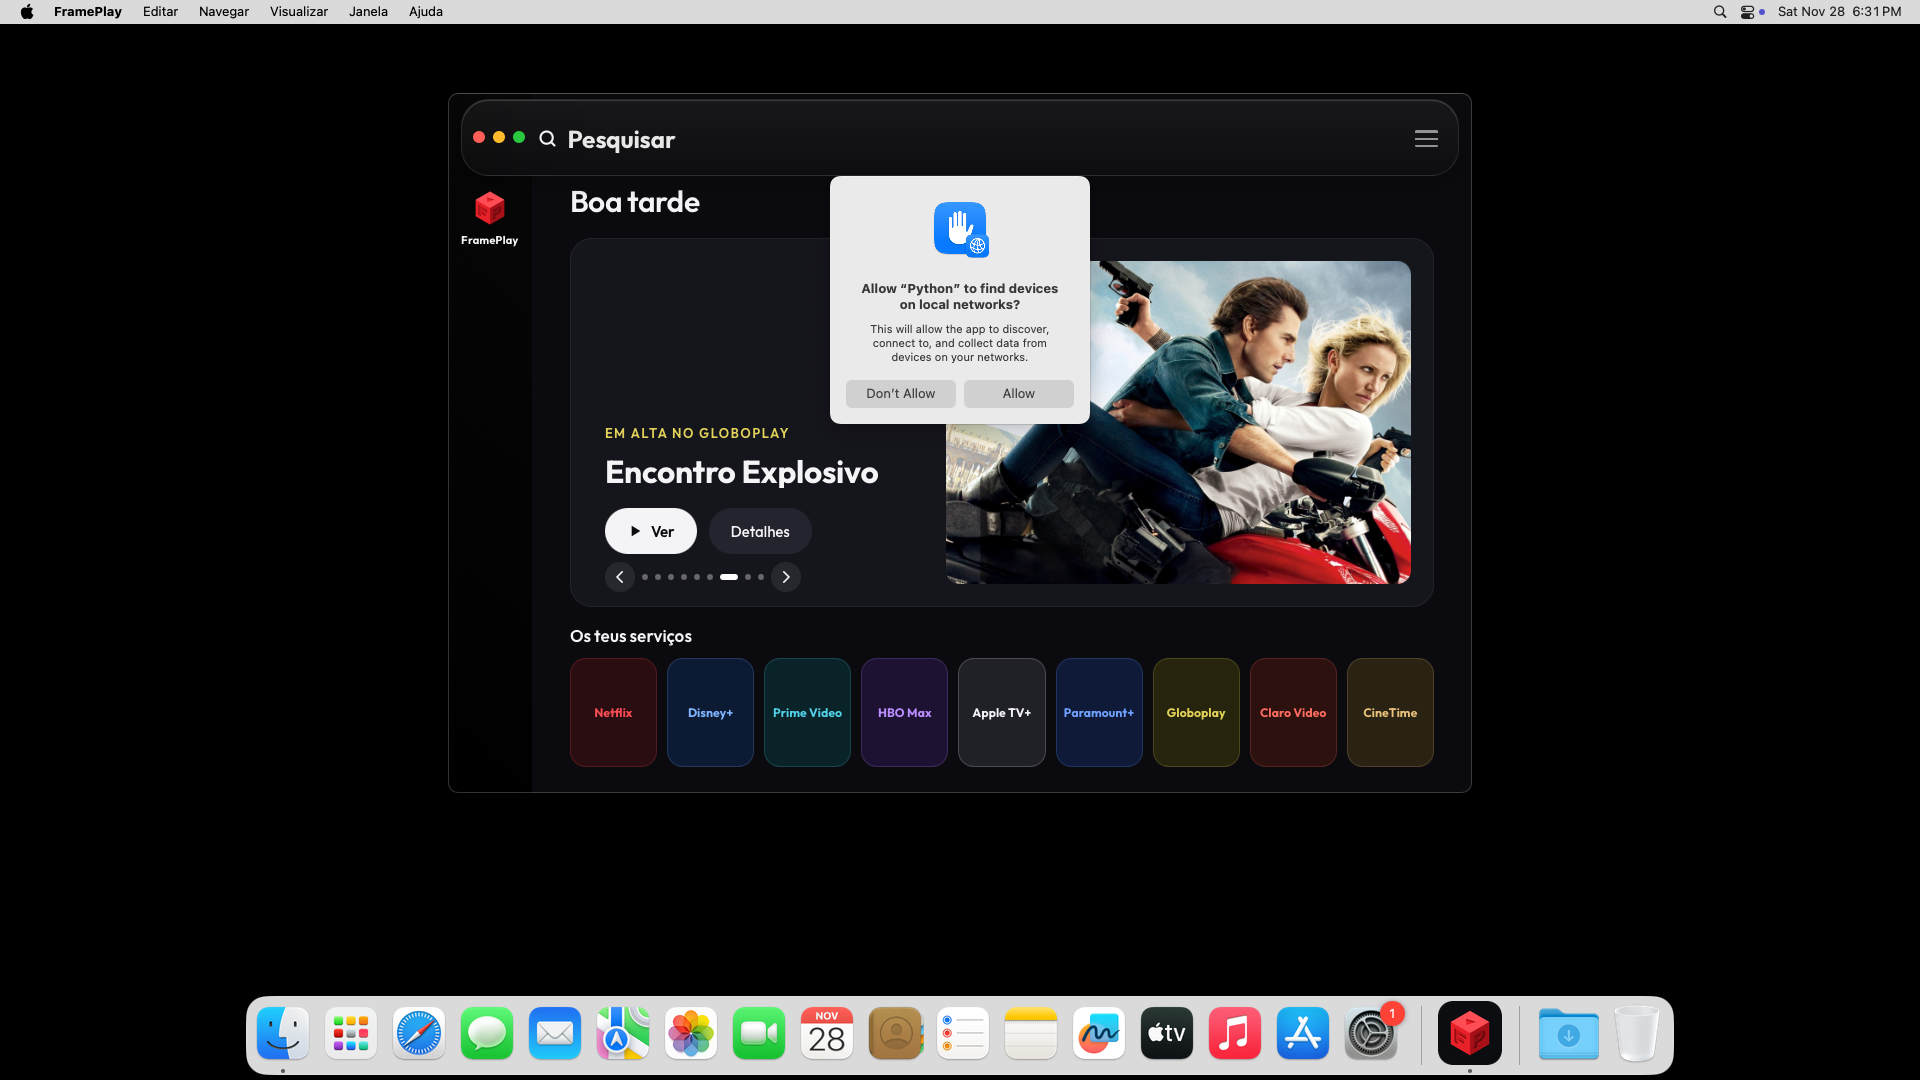 FramePlay Editar Navegar Visualizar Janela Ajuda Sat Nov 28 6:31 PM
Pesquisar
FramePlay
Boa tarde
Allow “Python” to find devices
on local networks?
This will allow the app to discover,
connect to, and collect data from
devices on your networks.
Don’t Allow Allow
EM ALTA NO GLOBOPLAY
Encontro Explosivo
Ver Detalhes
Os teus serviços
Netflix Disney+ Prime Video HBO Max Apple TV+ Paramount+ Globoplay Claro Video CineTime
NOV
28
tv
1